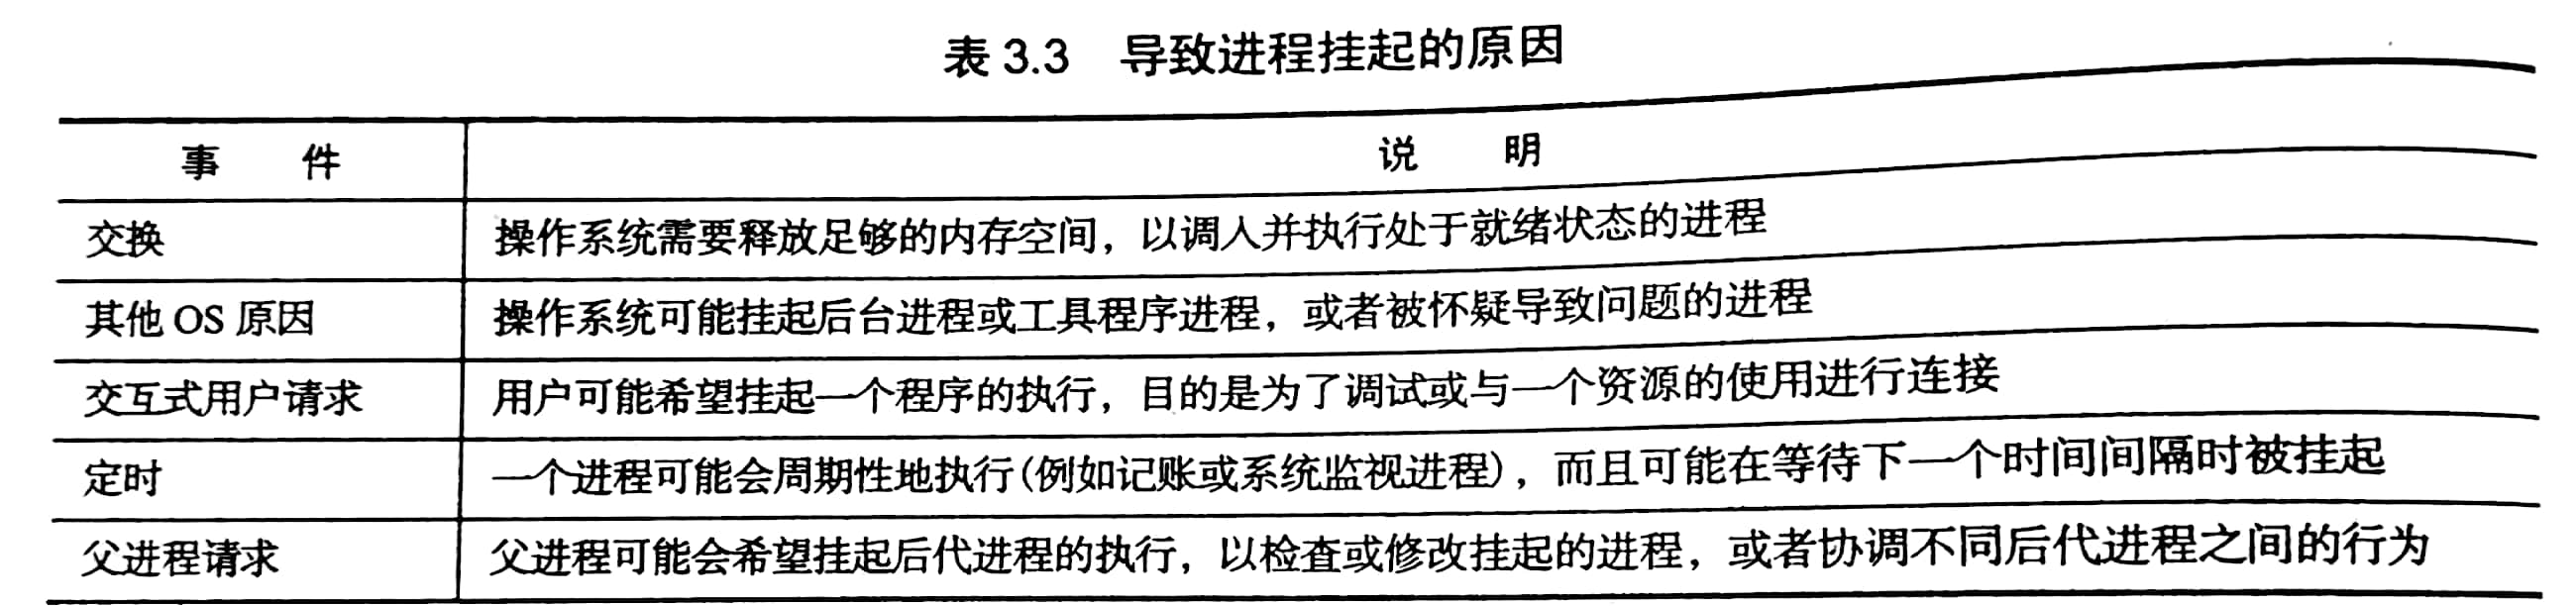 表 3.3 导致进程挂起的原因
事 件 说 明
交换 操作系统需要释放足够的内存空间，以调入并执行处于就绪状态的进程
其他 OS 原因 操作系统可能挂起后台进程或工具程序进程，或者被怀疑导致问题的进程
交互式用户请求 用户可能希望挂起一个程序的执行，目的是为了调试或与一个资源的使用进行连接
定时 一个进程可能会周期性地执行(例如记账或系统监视进程)，而且可能在等待下一个时间间隔时被挂起
父进程请求 父进程可能会希望挂起后代进程的执行，以检查或修改挂起的进程，或者协调不同后代进程之间的行为